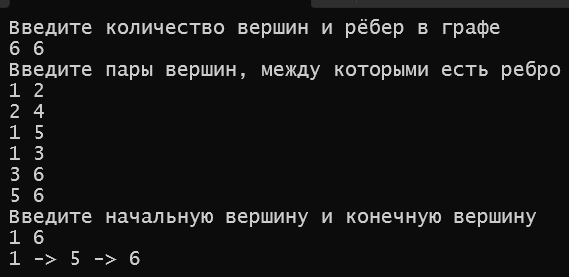 Введите количество вершин и рёбер в графе
6 6
Введите пары вершин, между которыми есть ребро
1 2
2 4
1 5
1 3
3 6
5 6
Введите начальную вершину и конечную вершину
1 6
1 -> 5 -> 6